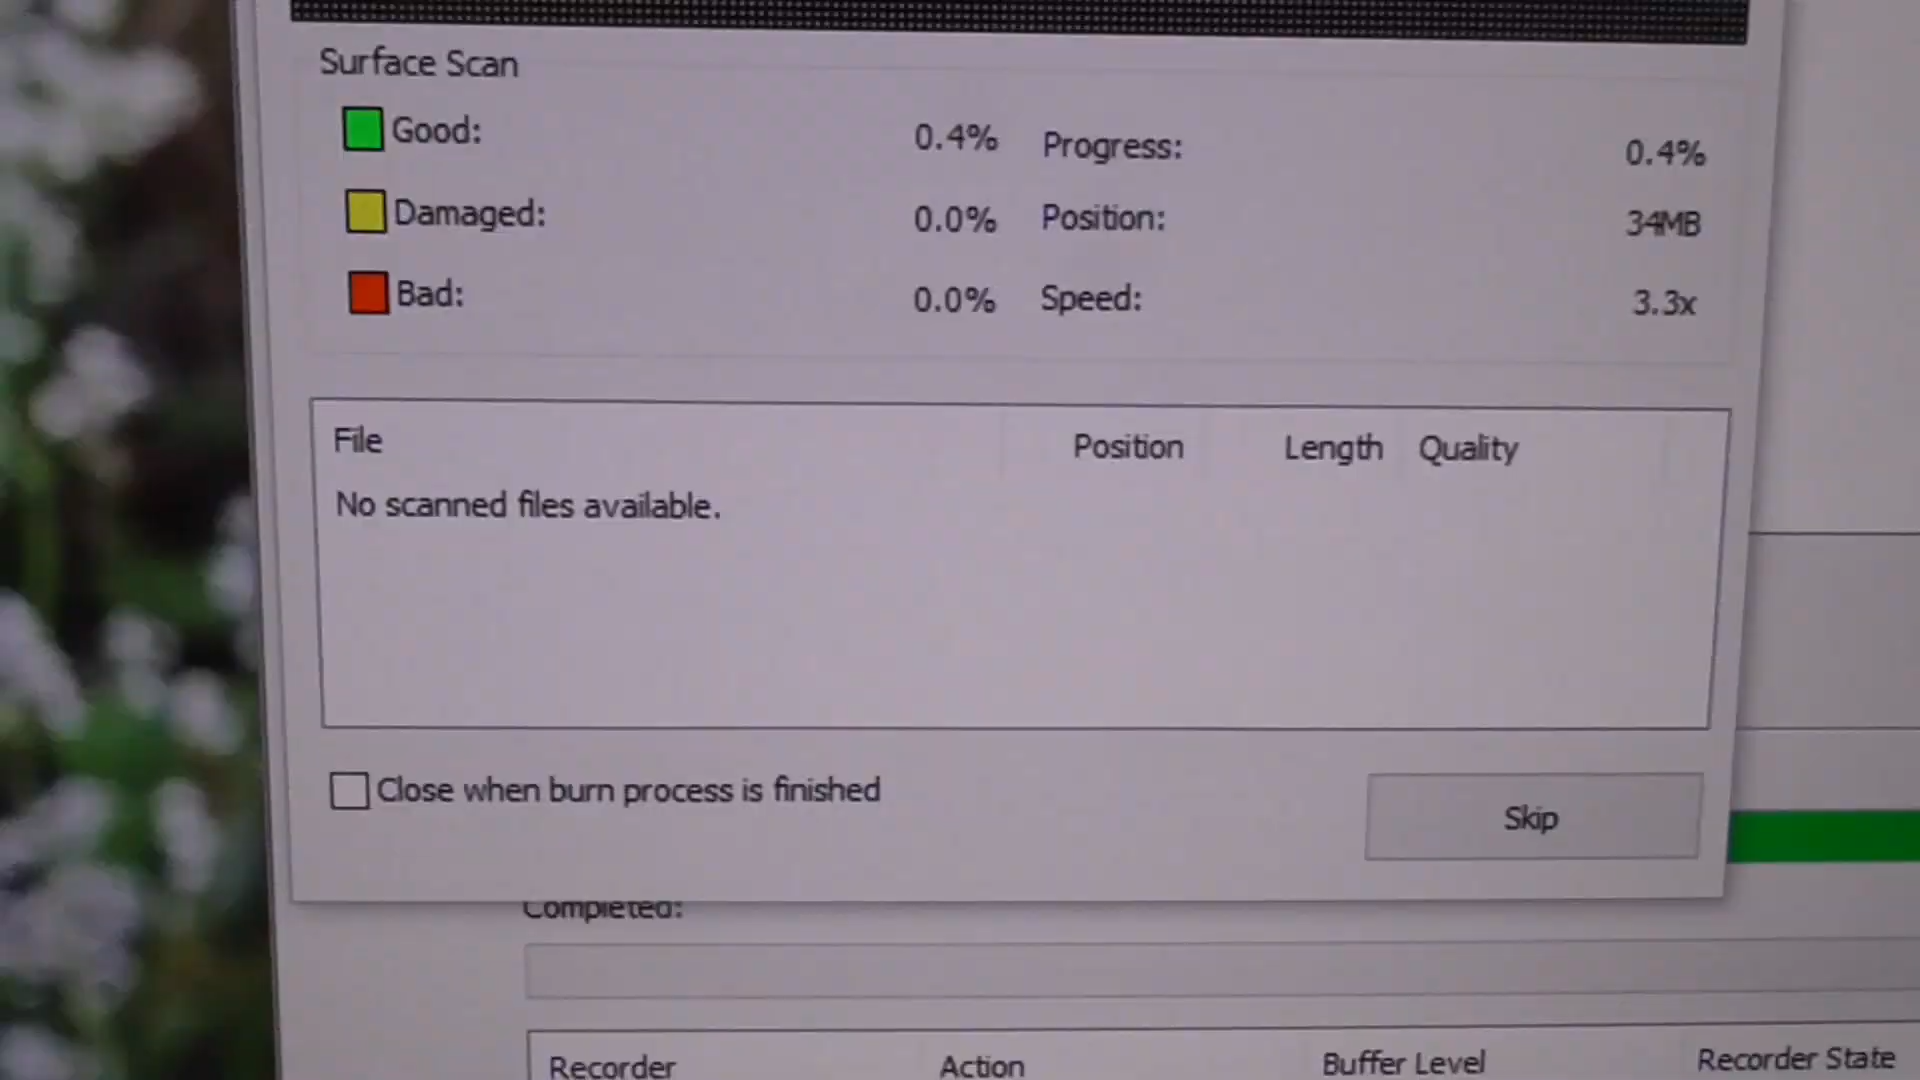 Surface Scan
Good: 0.4% Progress: 0.4%
Damaged: 0.0% Position: 34MB
Bad: 0.0% Speed: 3.3x
File Position Length Quality
No scanned files available.
Close when burn process is finished
Skip
Completed:
Recorder Action Buffer Level Recorder State